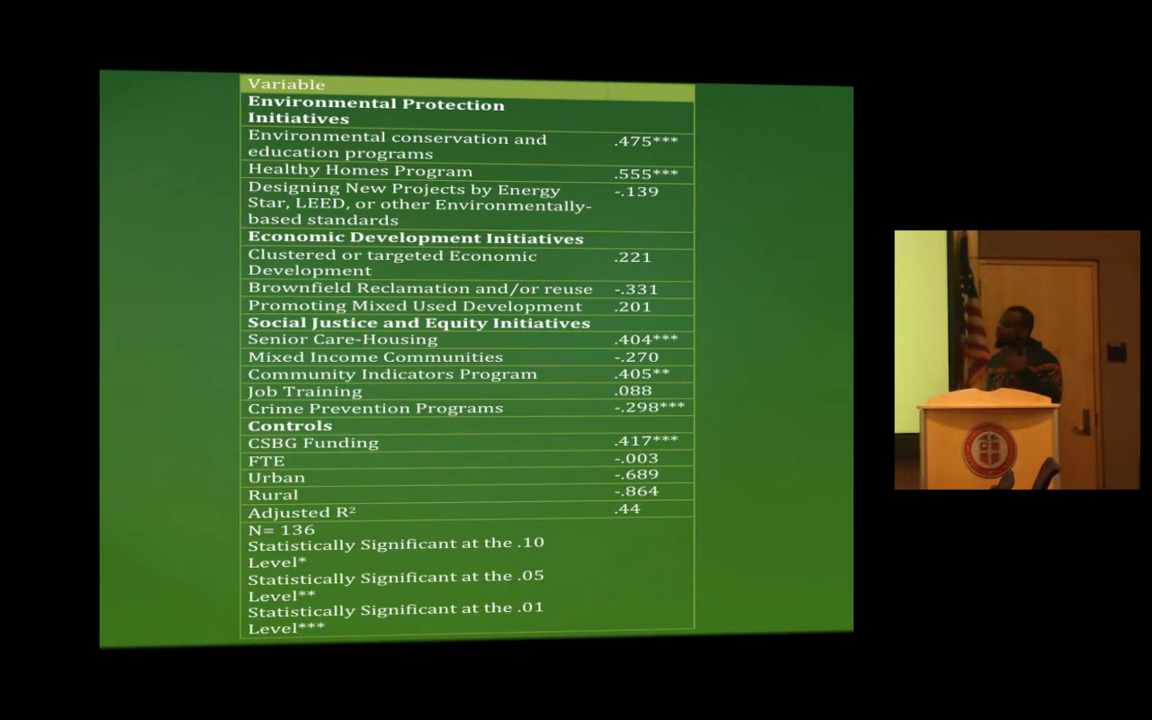 Variable
Environmental Protection
Initiatives
Environmental conservation and .475***
education programs
Healthy Homes Program .555***
Designing New Projects by Energy -.139
Star, LEED, or other Environmentally-
based standards
Economic Development Initiatives
Clustered or targeted Economic .221
Development
Brownfield Reclamation and/or reuse -.331
Promoting Mixed Used Development .201
Social Justice and Equity Initiatives
Senior Care-Housing .404***
Mixed Income Communities -.270
Community Indicators Program .405**
Job Training .088
Crime Prevention Programs -.298***
Controls
CSBG Funding .417***
FTE -.003
Urban -.689
Rural -.864
Adjusted R² .44
N= 136
Statistically Significant at the .10
Level*
Statistically Significant at the .05
Level**
Statistically Significant at the .01
Level***